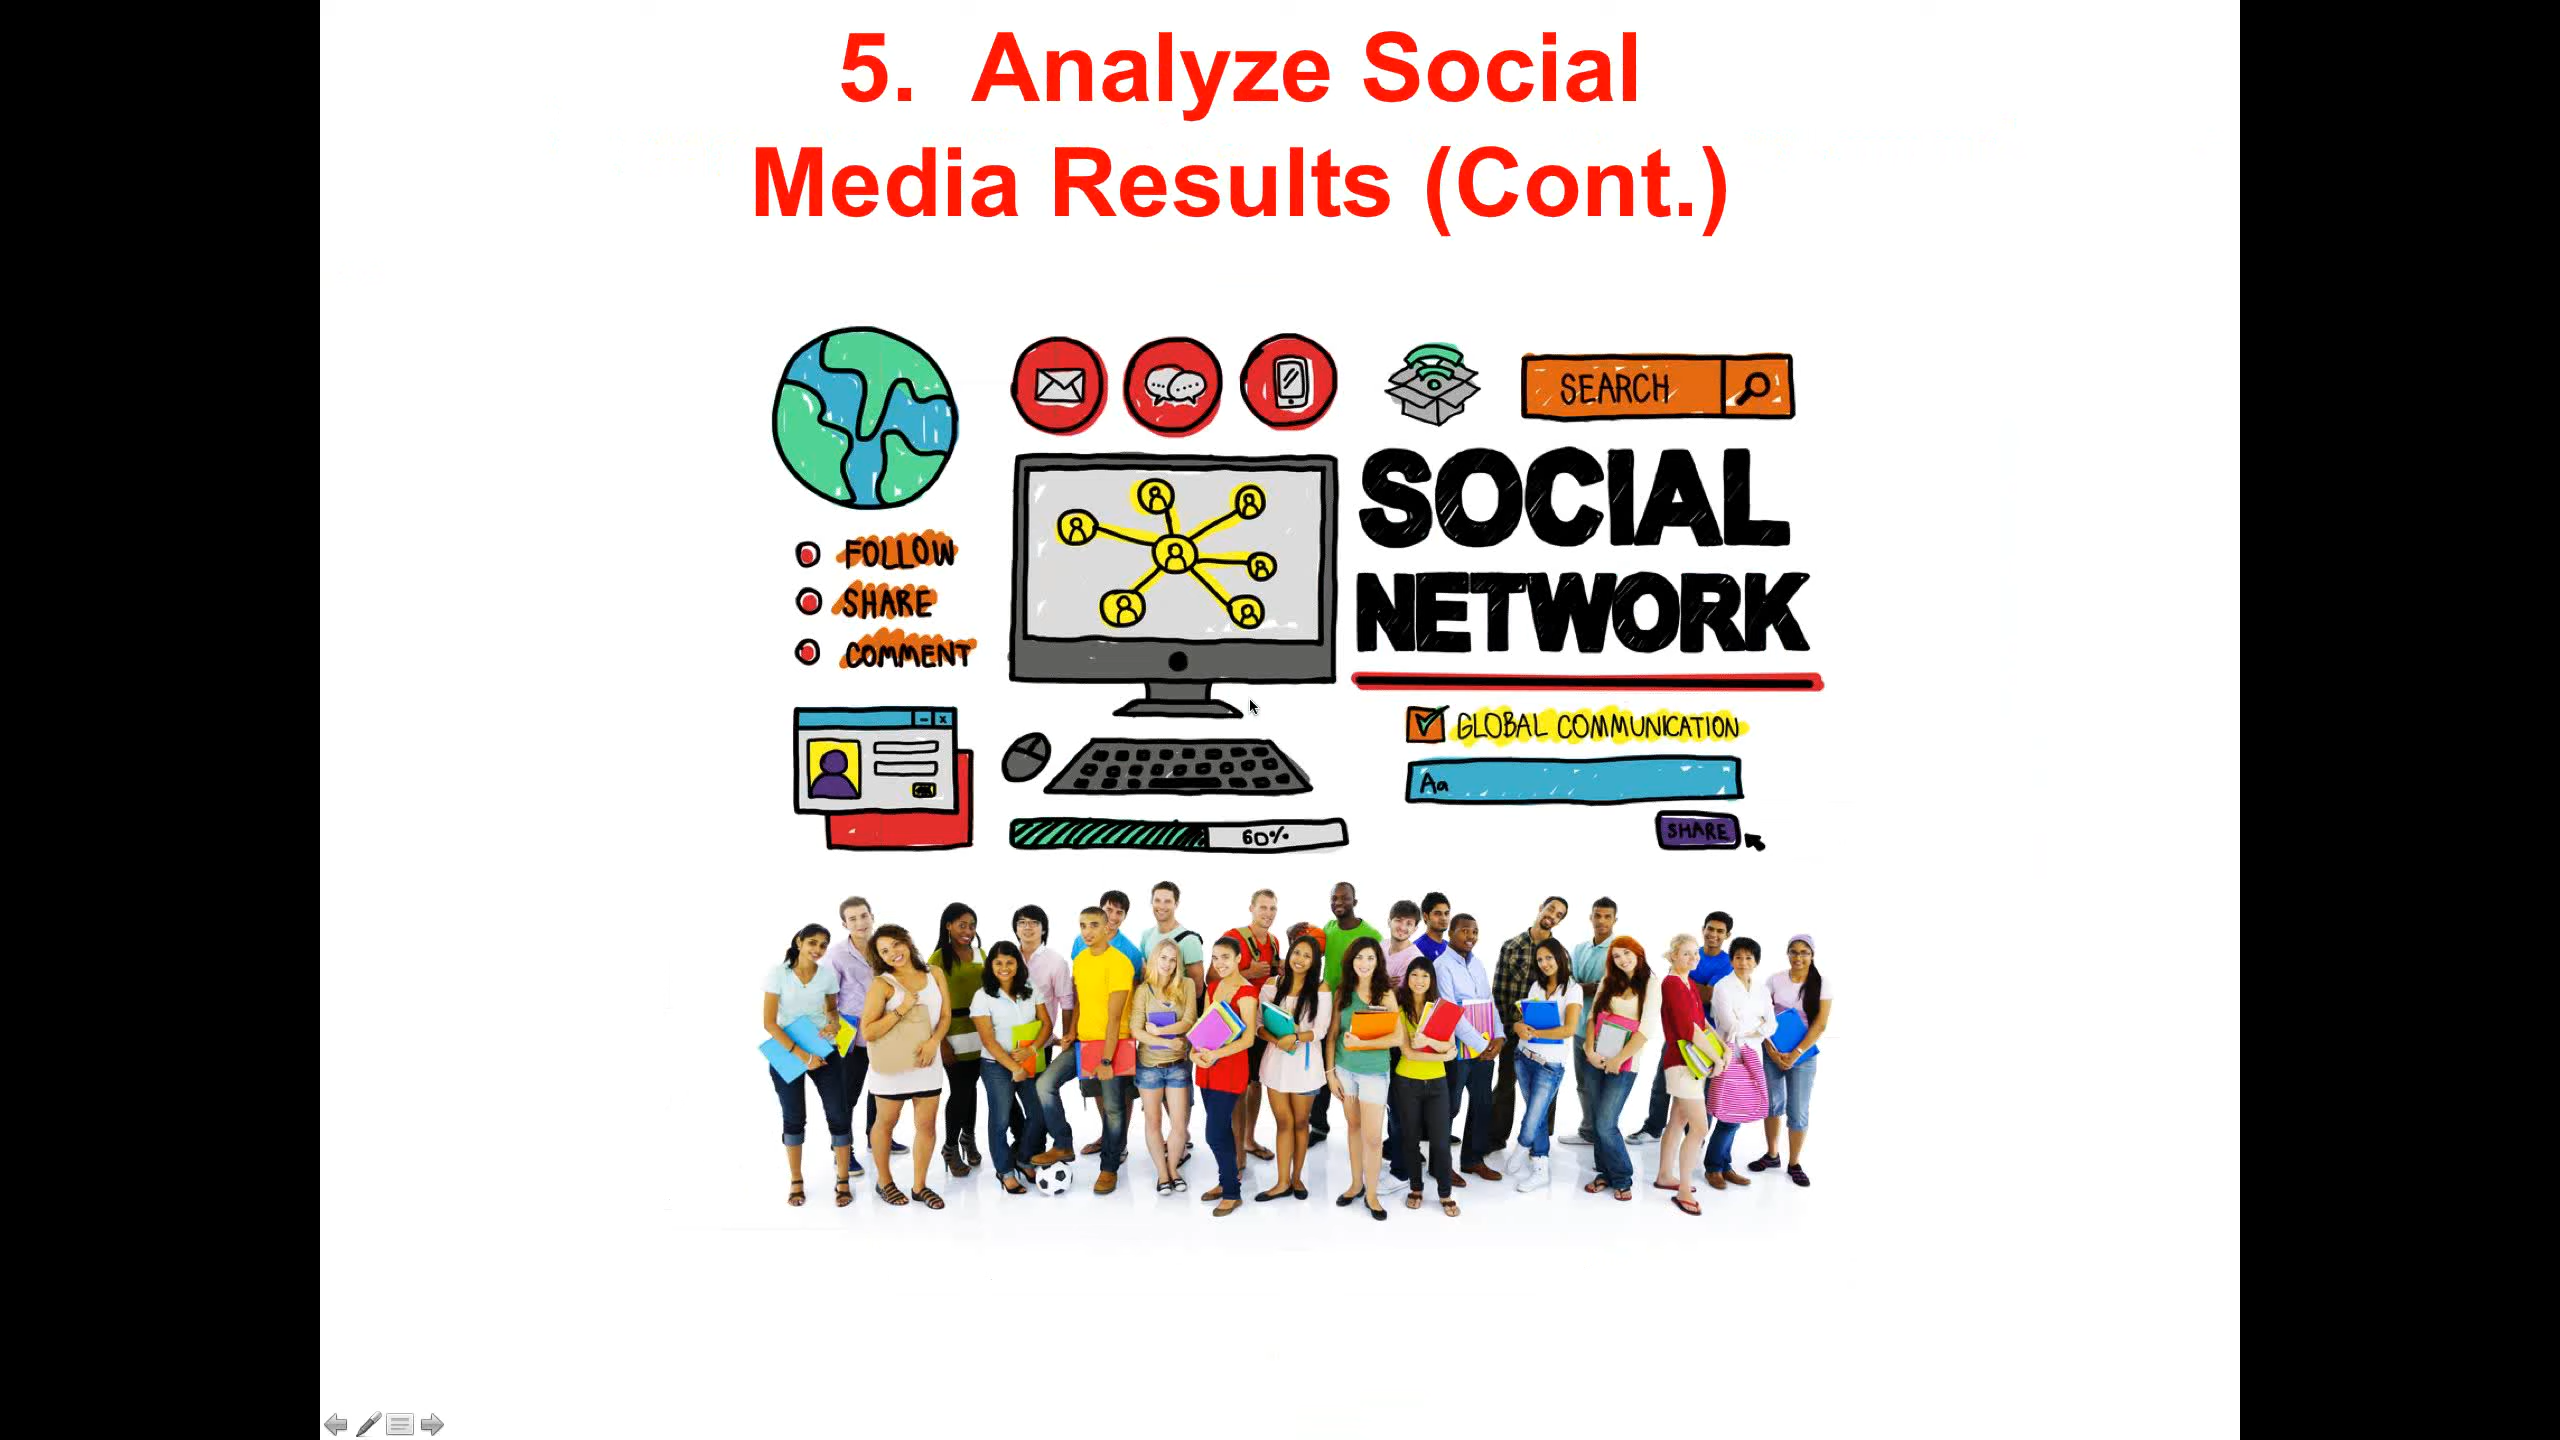 5. Analyze Social
Media Results (Cont.)
SEARCH
SOCIAL
NETWORK
FOLLOW
SHARE
COMMENT
GLOBAL COMMUNICATION
Aa
SHARE
60%